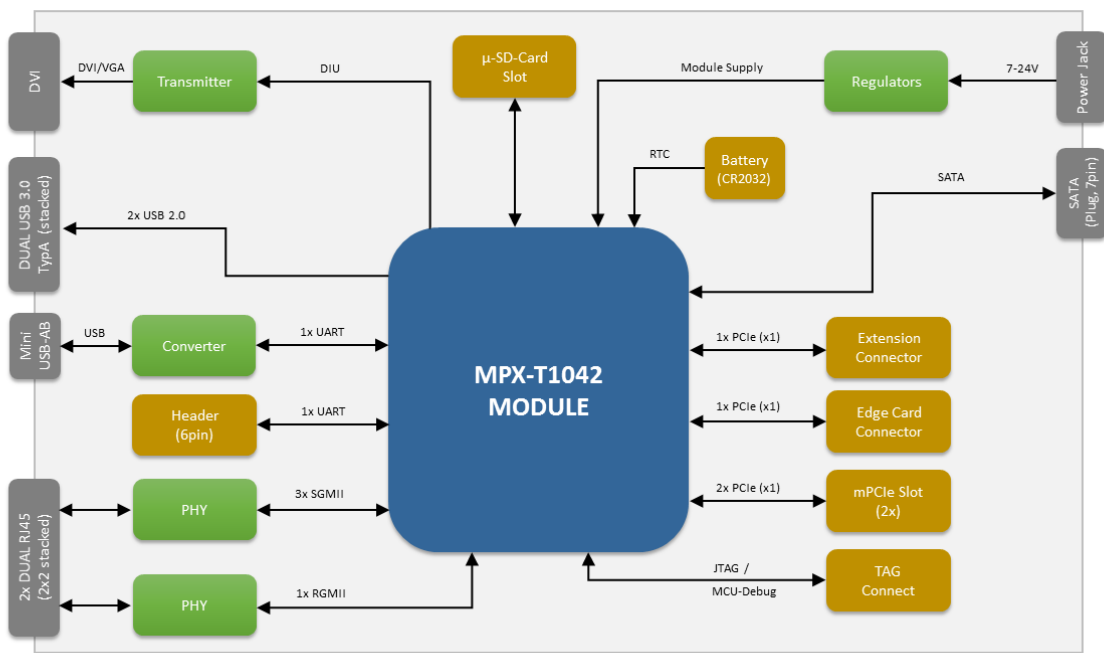 DVI
DVI/VGA
Transmitter
DIU
µ-SD-Card
Slot
Module Supply
Regulators
7-24V
Power Jack
DUAL USB 3.0
TypA (stacked)
2x USB 2.0
RTC
Battery
(CR2032)
SATA
SATA
(Plug, 7pin)
Mini
USB-AB
USB
Converter
1x UART
MPX-T1042
MODULE
1x PCIe (x1)
Extension
Connector
Header
(6pin)
1x UART
1x PCIe (x1)
Edge Card
Connector
2x DUAL RJ45
(2x2 stacked)
PHY
3x SGMII
2x PCIe (x1)
mPCIe Slot
(2x)
PHY
1x RGMII
JTAG /
MCU-Debug
TAG
Connect